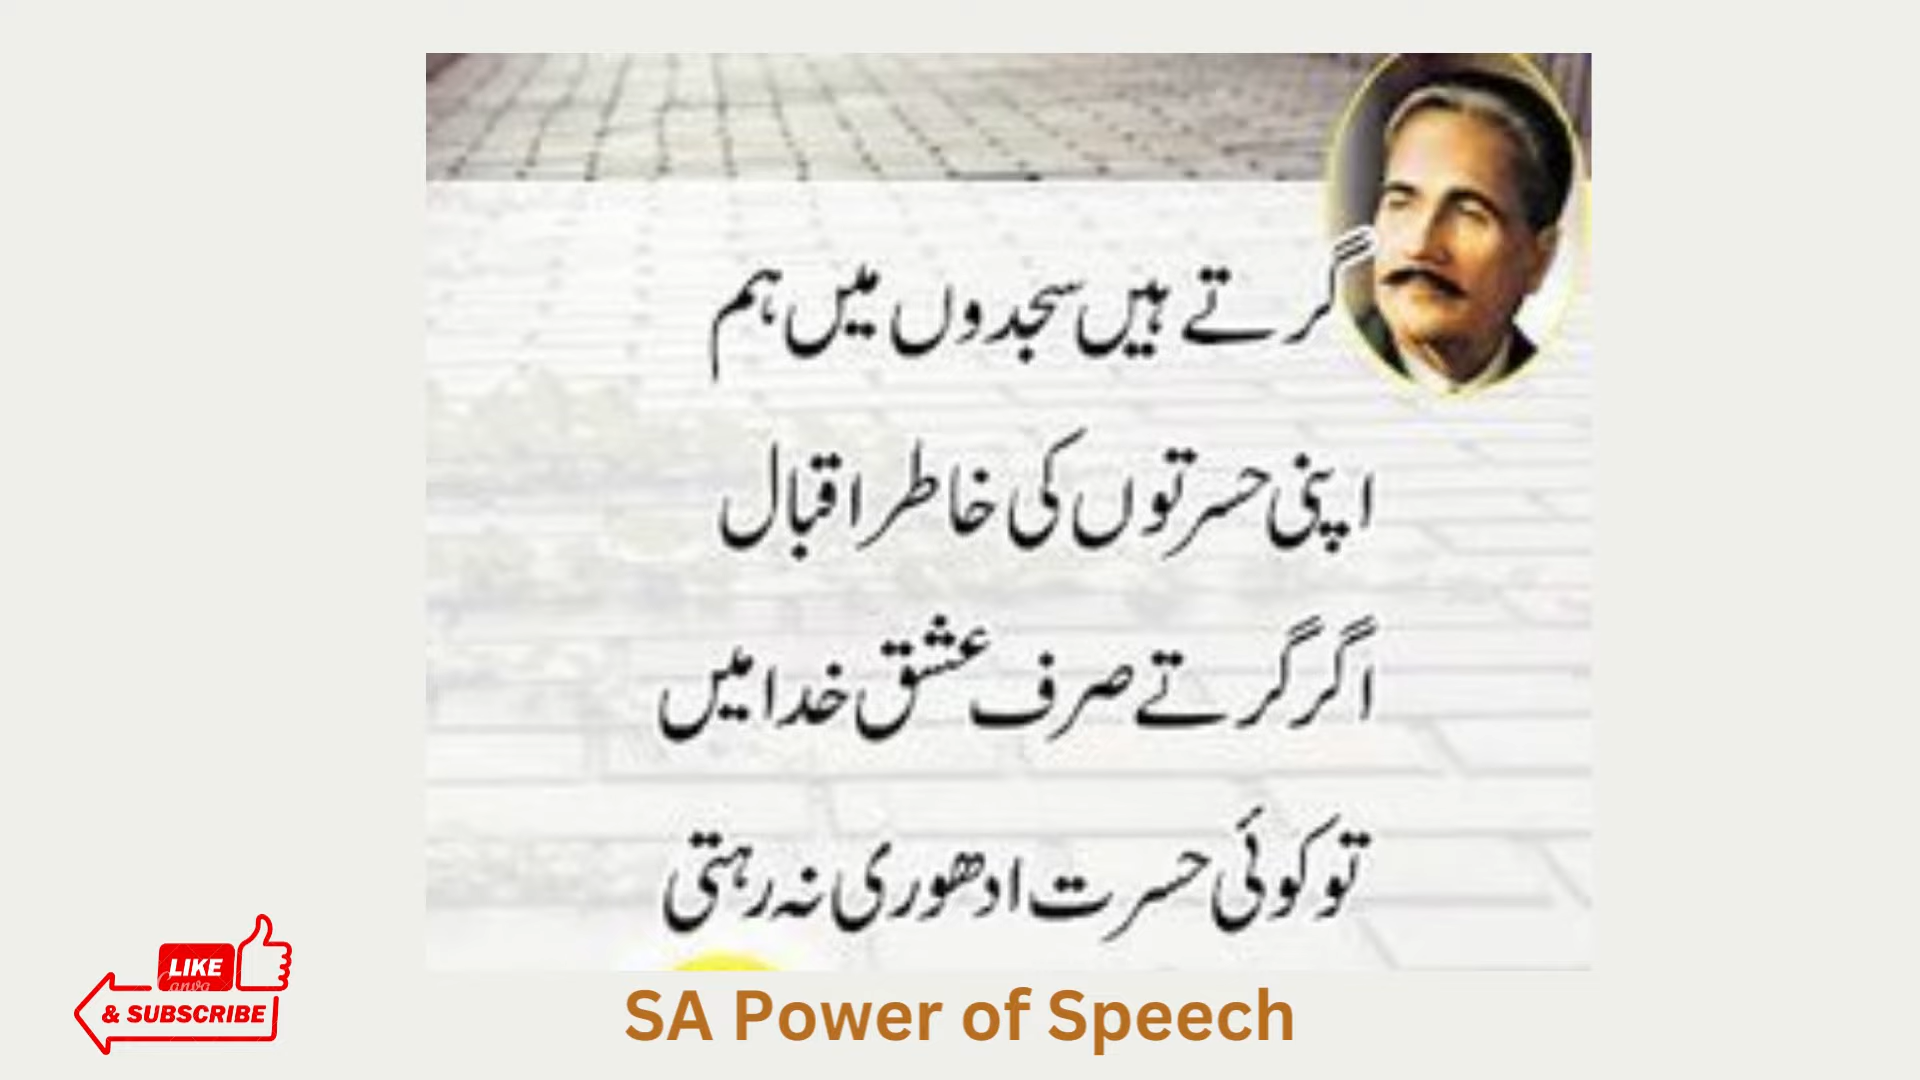 گرتے ہیں سجدوں میں ہم
اپنی حسرتوں کی خاطر اقبال
اگر گرتے صرف عشق خدا میں
تو کوئی حسرت ادھوری نہ رہتی
LIKE
Canva
& SUBSCRIBE
SA Power of Speech